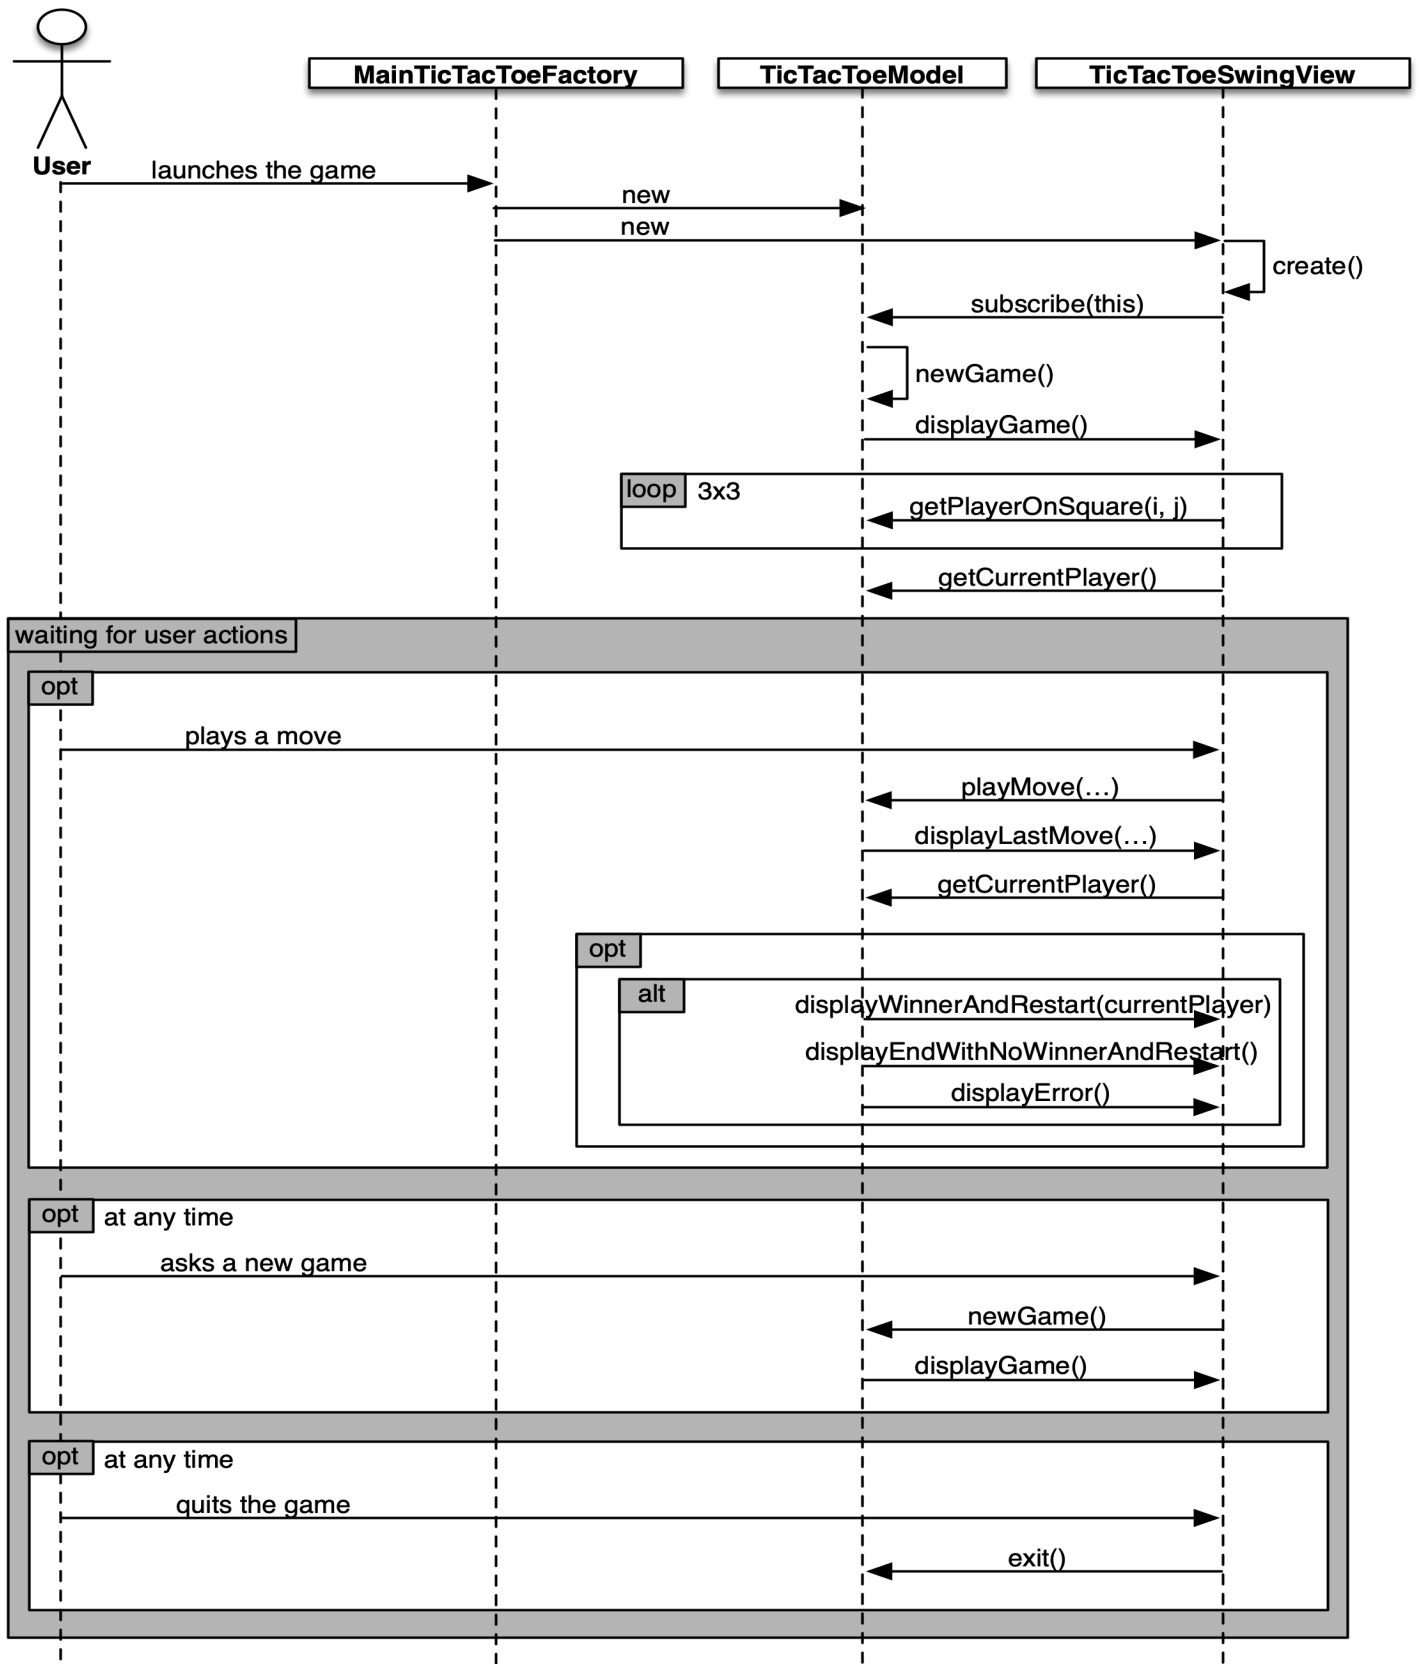 MainTicTacToeFactory
TicTacToeModel
TicTacToeSwingView
User
launches the game
new
new
create()
subscribe(this)
newGame()
displayGame()
loop
3x3
getPlayerOnSquare(i, j)
getCurrentPlayer()
waiting for user actions
opt
plays a move
playMove(…)
displayLastMove(…)
getCurrentPlayer()
opt
alt
displayWinnerAndRestart(currentPlayer)
displayEndWithNoWinnerAndRestart()
displayError()
opt
at any time
asks a new game
newGame()
displayGame()
opt
at any time
quits the game
exit()